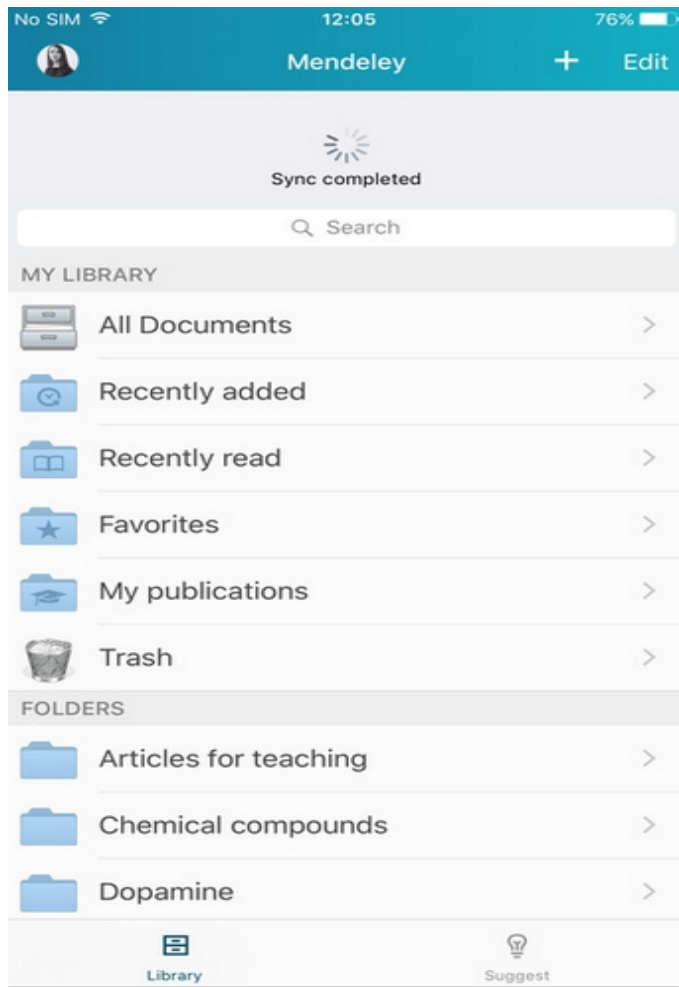 No SIM 12:05 76%
Mendeley + Edit
Sync completed
Search
MY LIBRARY
All Documents
Recently added
Recently read
Favorites
My publications
Trash
FOLDERS
Articles for teaching
Chemical compounds
Dopamine
Library Suggest